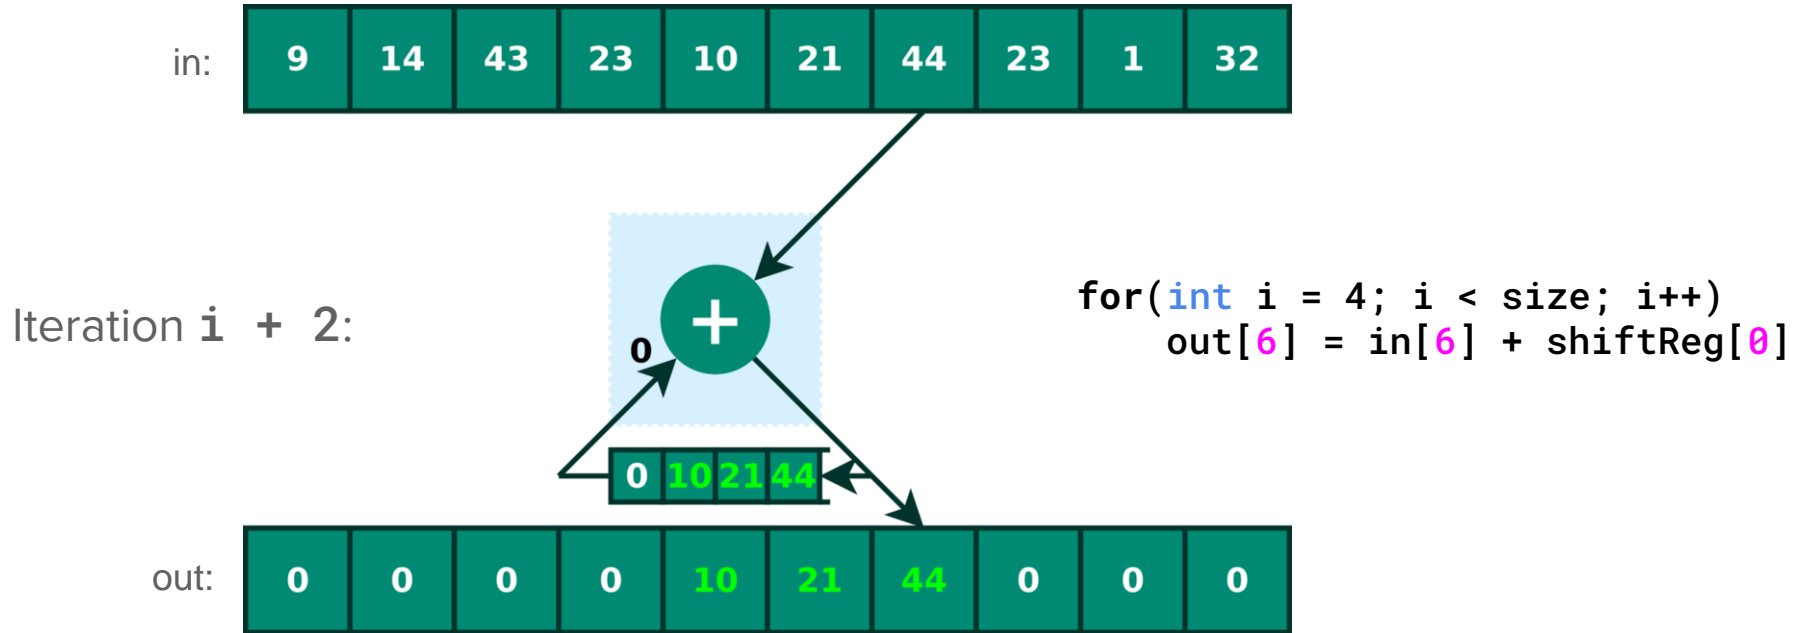 in: 9 14 43 23 10 21 44 23 1 32
+
Iteration i + 2:
0
for(int i = 4; i < size; i++)
out[6] = in[6] + shiftReg[0]
0 10 21 44
out: 0 0 0 0 10 21 44 0 0 0